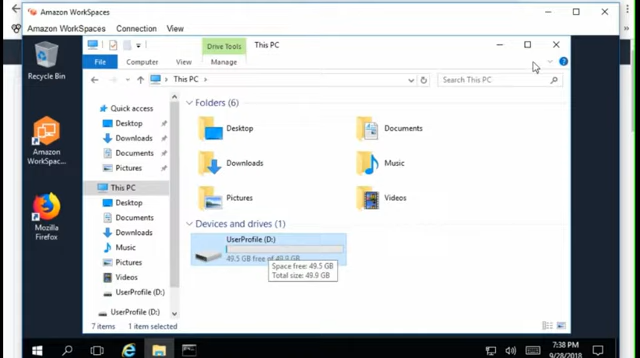 Amazon WorkSpaces
Amazon WorkSpaces Connection View
Recycle Bin
Amazon
WorkSpac...
Mozilla
Firefox
Drive Tools This PC
File Computer View Manage
This PC
Search This PC
Quick access
Desktop
Downloads
Documents
Pictures
This PC
Desktop
Documents
Downloads
Music
Pictures
Videos
UserProfile (D:)
UserProfile (D:)
Folders (6)
Desktop
Documents
Downloads
Music
Pictures
Videos
Devices and drives (1)
UserProfile (D:)
49.5 GB free of 49.9 GB
Space free: 49.5 GB
Total size: 49.9 GB
7 items 1 item selected
7:38 PM
9/28/2018